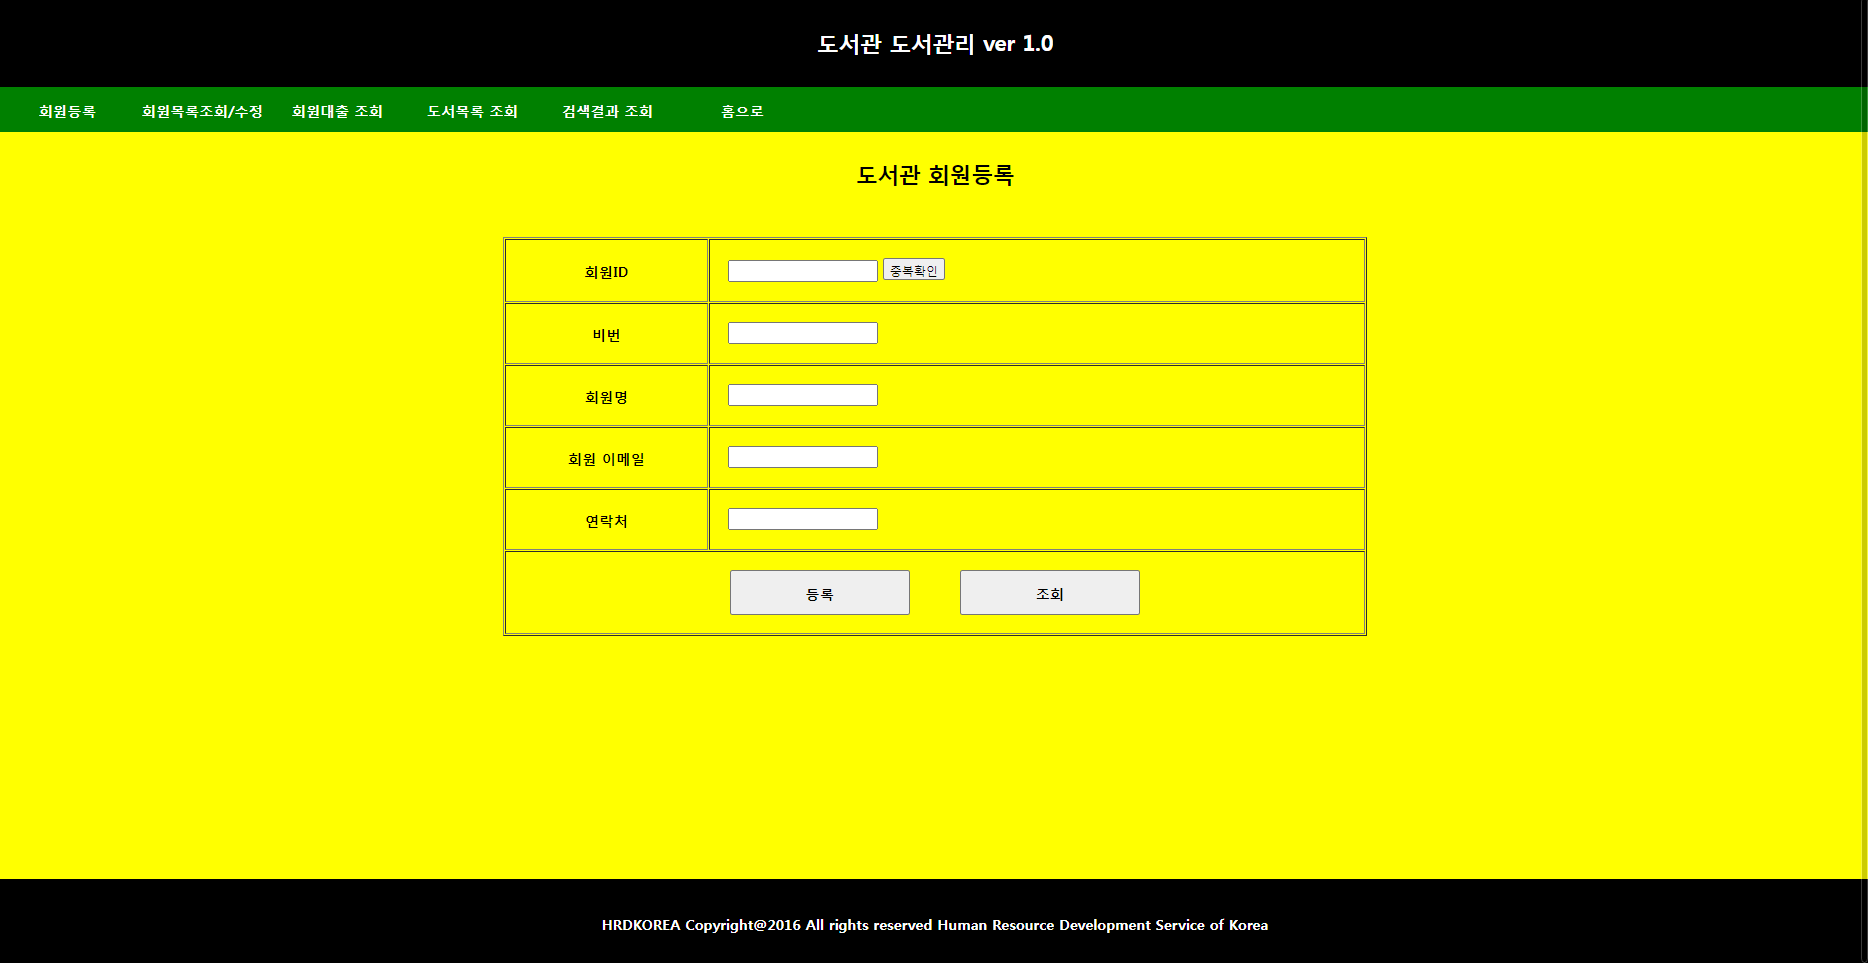 도서관 도서관리 ver 1.0
회원등록 회원목록조회/수정 회원대출 조회 도서목록 조회 검색결과 조회 홈으로
도서관 회원등록
회원ID 중복확인
비번
회원명
회원 이메일
연락처
등록 조회
HRDKOREA Copyright@2016 All rights reserved Human Resource Development Service of Korea